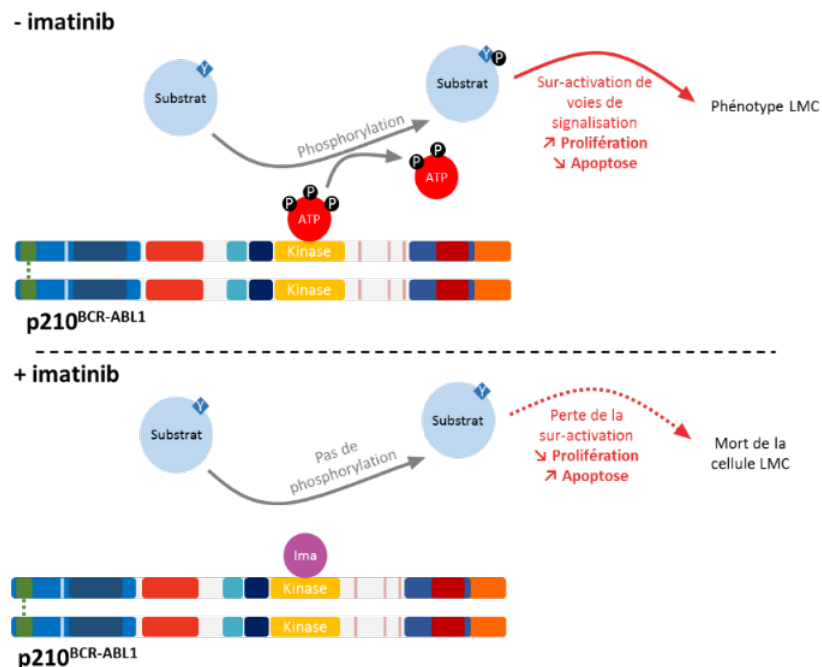 - imatinib
Y
Substrat
Phosphorylation
Y
P
Substrat
Sur-activation de
voies de
signalisation
↗ Prolifération
↘ Apoptose
Phénotype LMC
P
P
P
ATP
P
P
ATP
Kinase
Kinase
p210BCR-ABL1
+ imatinib
Y
Substrat
Pas de
phosphorylation
Y
Substrat
Perte de la
sur-activation
↘ Prolifération
↗ Apoptose
Mort de la
cellule LMC
Ima
Kinase
Kinase
p210BCR-ABL1